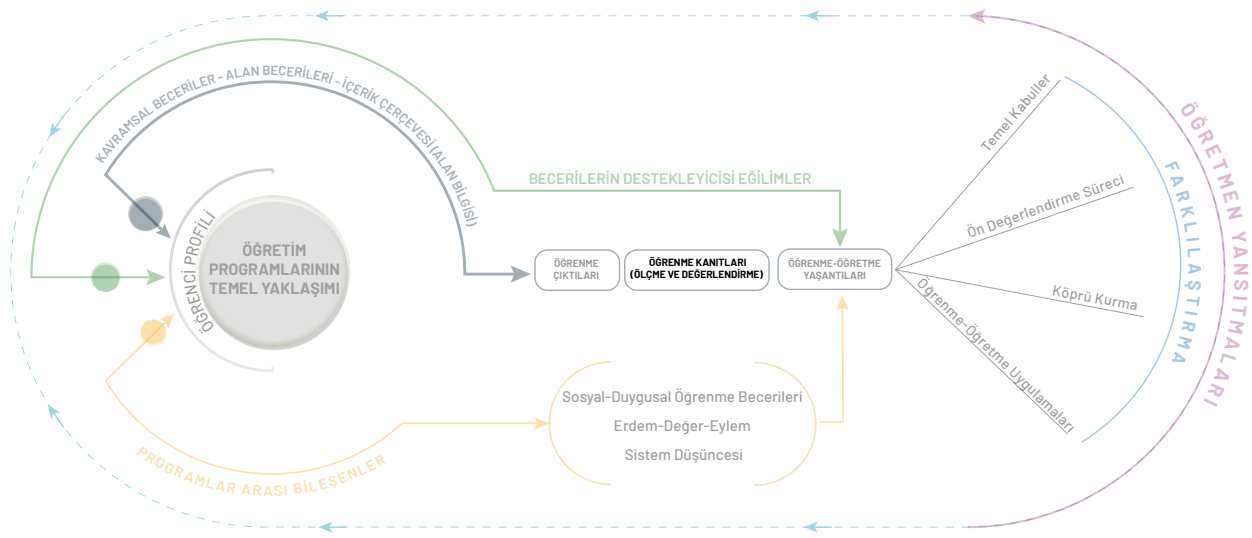 KAVRAMSAL BECERİLER - ALAN BECERİLERİ - İÇERİK ÇERÇEVESİ (ALAN BİLGİSİ)
ÖĞRENCİ PROFİLİ
ÖĞRETİM
PROGRAMLARININ
TEMEL YAKLAŞIMI
BECERİLERİN DESTEKLEYİCİSİ EĞİLİMLER
ÖĞRENME
ÇIKTILARI
ÖĞRENME KANITLARI
(ÖLÇME VE DEĞERLENDİRME)
ÖĞRENME-ÖĞRETME
YAŞANTILARI
PROGRAMLAR ARASI BİLEŞENLER
Sosyal-Duygusal Öğrenme Becerileri
Erdem-Değer-Eylem
Sistem Düşüncesi
Temel Kabuller
Ön Değerlendirme Süreci
Köprü Kurma
Öğrenme-Öğretme Uygulamaları
FARKLILAŞTIRMA
ÖĞRETMEN YANSITMALARI